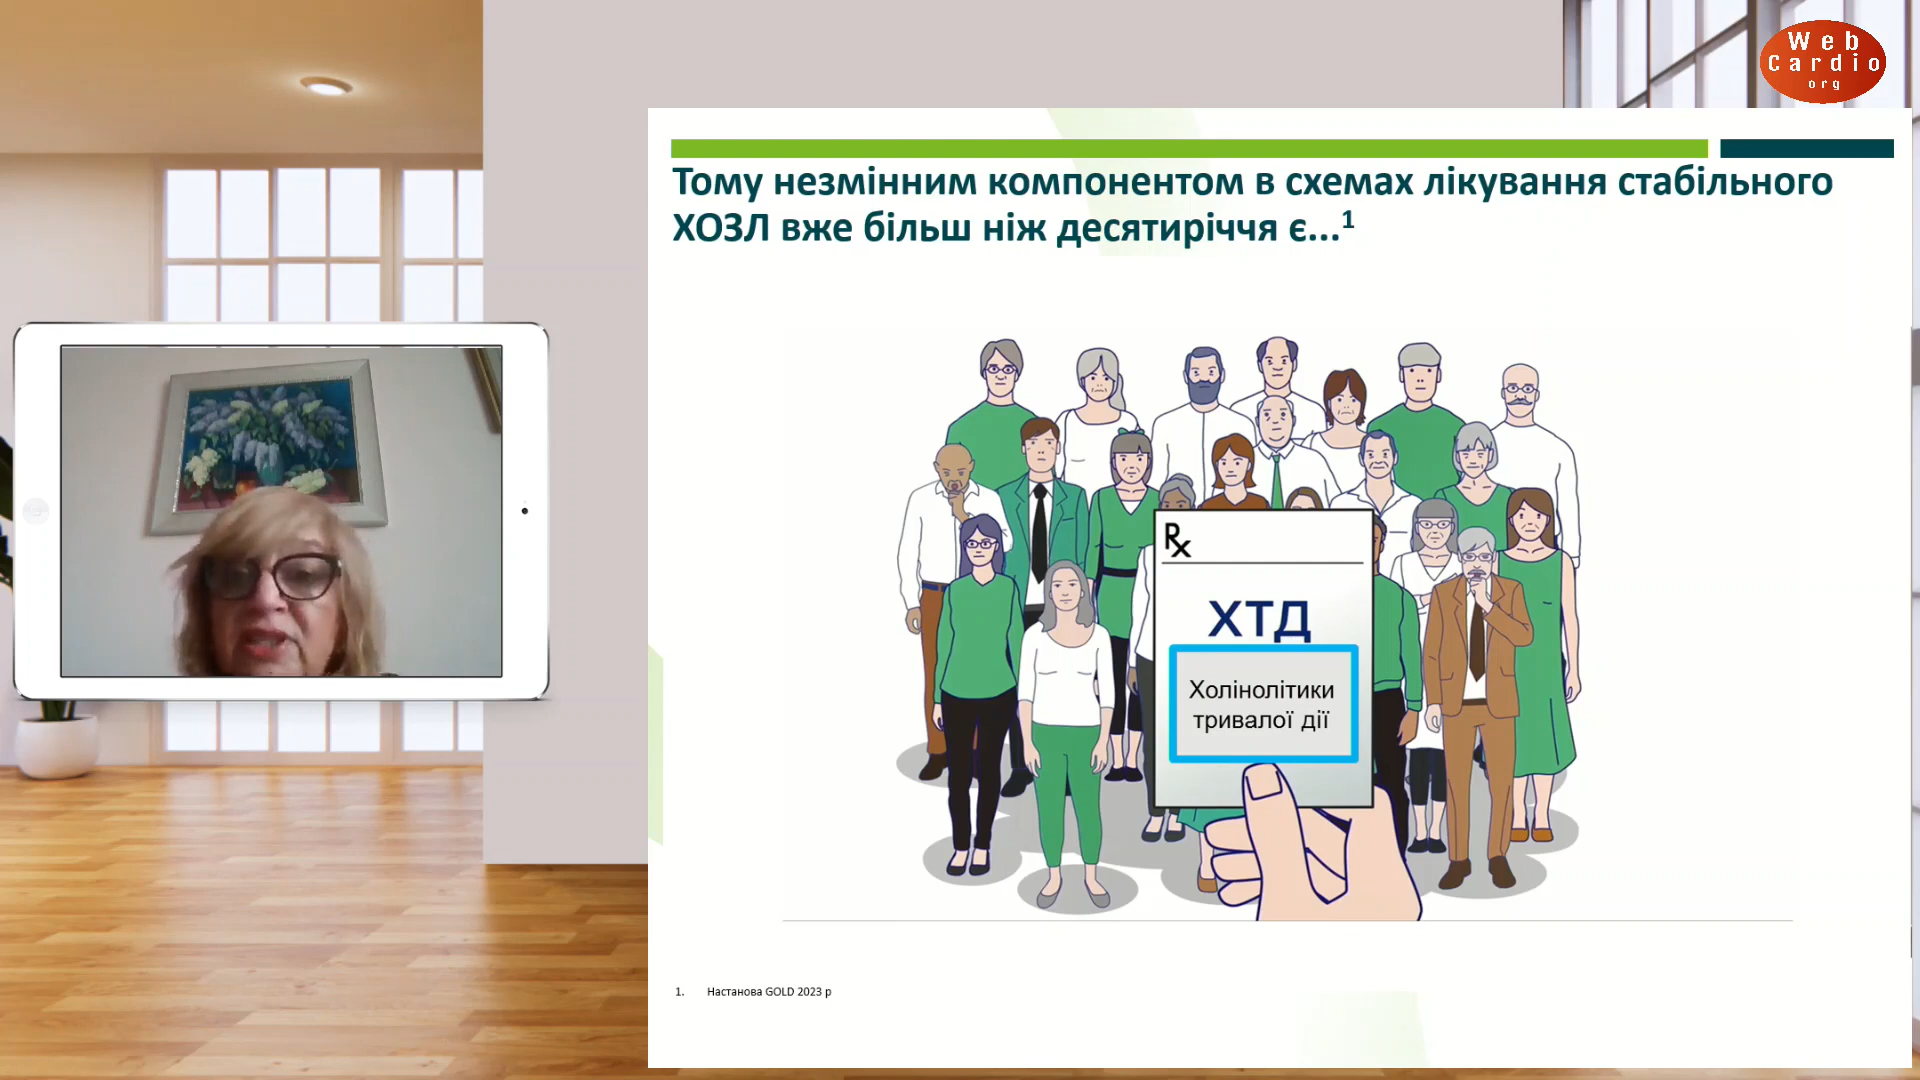 Web
Cardio
org
Тому незмінним компонентом в схемах лікування стабільного
ХОЗЛ вже більш ніж десятиріччя є...¹
Rx
ХТД
Холінолітики
тривалої дії
1. Настанова GOLD 2023 р